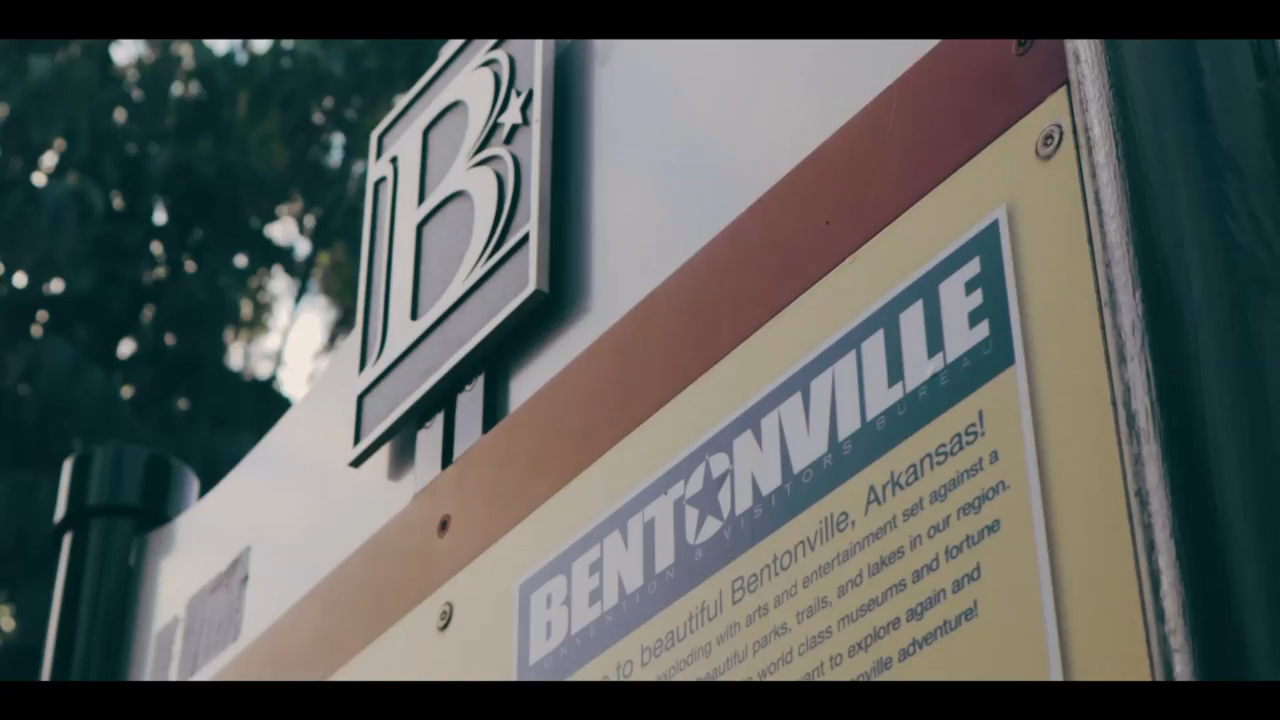 B
BENTONVILLE
CONVENTION & VISITORS BUREAU
to beautiful Bentonville, Arkansas!
exploding with arts and entertainment set against a
beautiful parks, trails, and lakes in our region.
world class museums and fortune
want to explore again and
adventure!